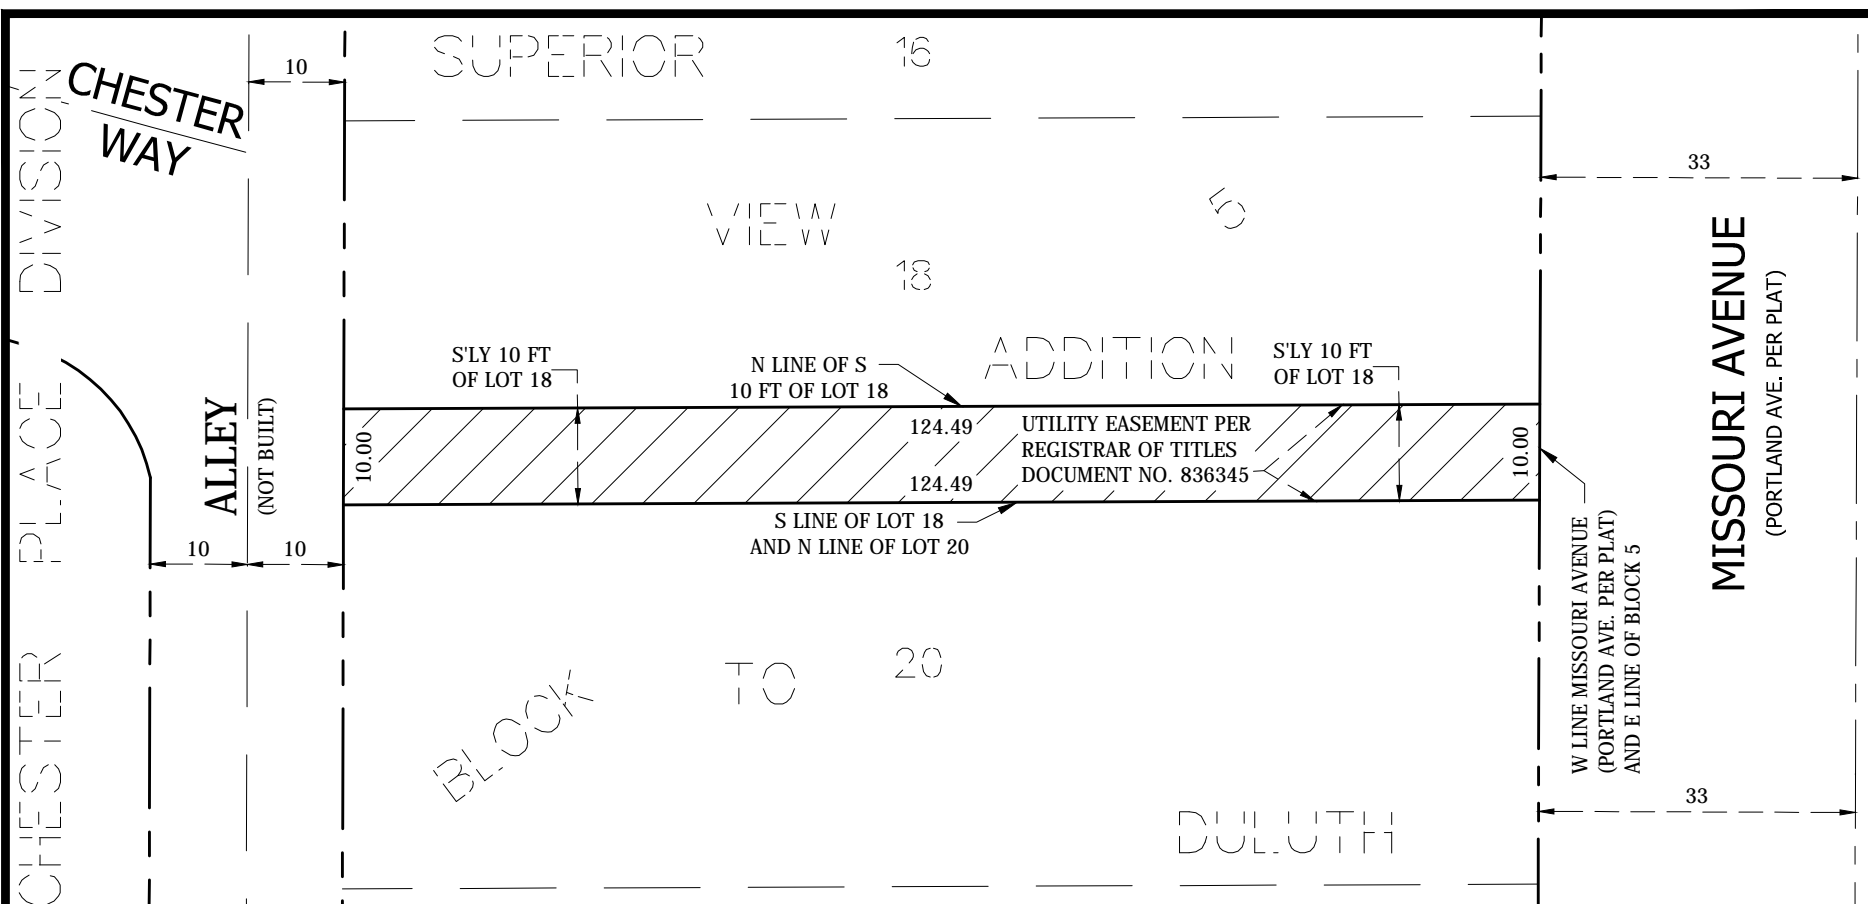 SUPERIOR
16
10
CHESTER
WAY
DIVISION
33
VIEW
5
18
MISSOURI AVENUE
(PORTLAND AVE. PER PLAT)
ADDITION
S'LY 10 FT
OF LOT 18
N LINE OF S
10 FT OF LOT 18
S'LY 10 FT
OF LOT 18
PLACE
ALLEY
(NOT BUILT)
10.00
124.49
124.49
UTILITY EASEMENT PER
REGISTRAR OF TITLES
DOCUMENT NO. 836345
10.00
S LINE OF LOT 18
AND N LINE OF LOT 20
10
10
W LINE MISSOURI AVENUE
(PORTLAND AVE. PER PLAT)
AND E LINE OF BLOCK 5
CHESTER
BLOCK
TO
20
33
DULUTH